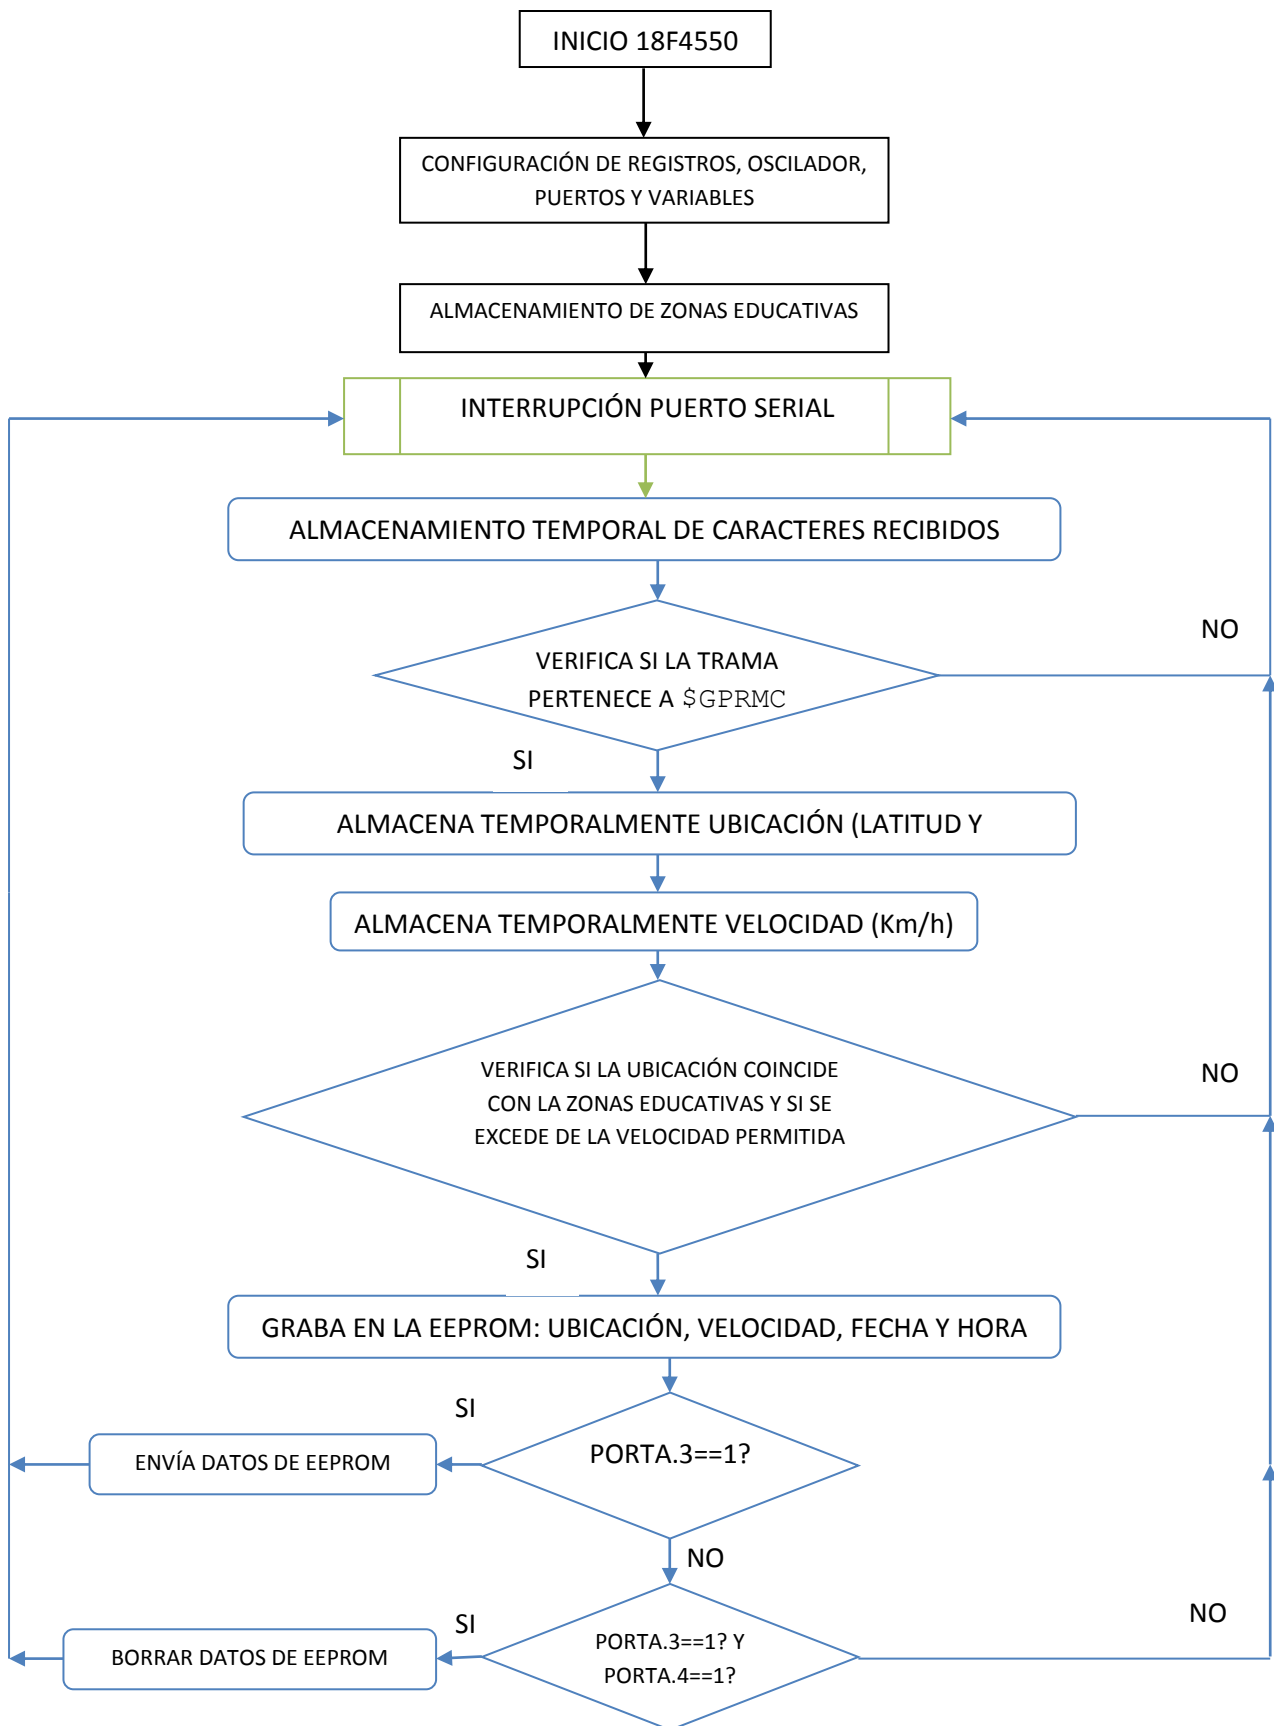 INICIO 18F4550
CONFIGURACIÓN DE REGISTROS, OSCILADOR,
PUERTOS Y VARIABLES
ALMACENAMIENTO DE ZONAS EDUCATIVAS
INTERRUPCIÓN PUERTO SERIAL
ALMACENAMIENTO TEMPORAL DE CARACTERES RECIBIDOS
NO
VERIFICA SI LA TRAMA
PERTENECE A $GPRMC
SI
ALMACENA TEMPORALMENTE UBICACIÓN (LATITUD Y
ALMACENA TEMPORALMENTE VELOCIDAD (Km/h)
VERIFICA SI LA UBICACIÓN COINCIDE
CON LA ZONAS EDUCATIVAS Y SI SE
EXCEDE DE LA VELOCIDAD PERMITIDA
NO
SI
GRABA EN LA EEPROM: UBICACIÓN, VELOCIDAD, FECHA Y HORA
SI
PORTA.3==1?
ENVÍA DATOS DE EEPROM
NO
SI
NO
PORTA.3==1? Y
PORTA.4==1?
BORRAR DATOS DE EEPROM